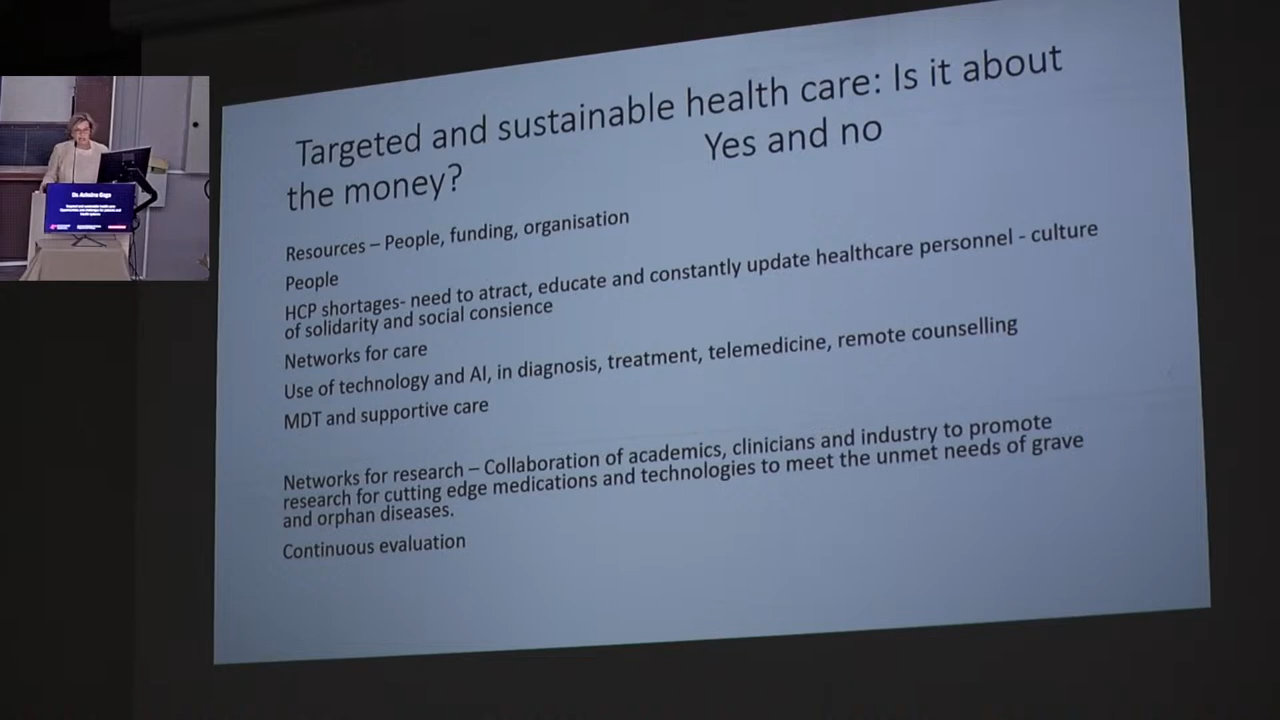 Targeted and sustainable health care: Is it about
the money? Yes and no
Resources – People, funding, organisation
People
HCP shortages- need to atract, educate and constantly update healthcare personnel - culture
of solidarity and social consience
Networks for care
Use of technology and AI, in diagnosis, treatment, telemedicine, remote counselling
MDT and supportive care
Networks for research – Collaboration of academics, clinicians and industry to promote
research for cutting edge medications and technologies to meet the unmet needs of grave
and orphan diseases.
Continuous evaluation